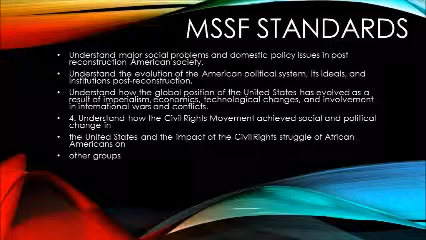 MSSF STANDARDS
• Understand major social problems and domestic policy issues in post
reconstruction American society.
• Understand the evolution of the American political system, its ideals, and
institutions post-reconstruction.
• Understand how the global position of the United States has evolved as a
result of imperialism, economics, technological changes, and involvement
in international wars and conflicts.
• 4. Understand how the Civil Rights Movement achieved social and political
change in
• the United States and the impact of the Civil Rights struggle of African
Americans on
• other groups